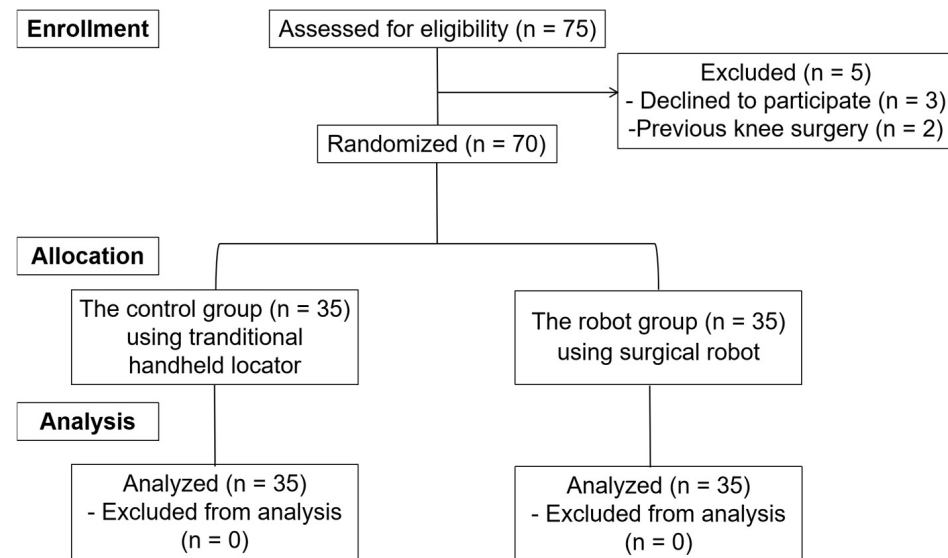 Enrollment
Assessed for eligibility (n = 75)
Excluded (n = 5)
- Declined to participate (n = 3)
-Previous knee surgery (n = 2)
Randomized (n = 70)
Allocation
The control group (n = 35)
using tranditional
handheld locator
The robot group (n = 35)
using surgical robot
Analysis
Analyzed (n = 35)
- Excluded from analysis
(n = 0)
Analyzed (n = 35)
- Excluded from analysis
(n = 0)